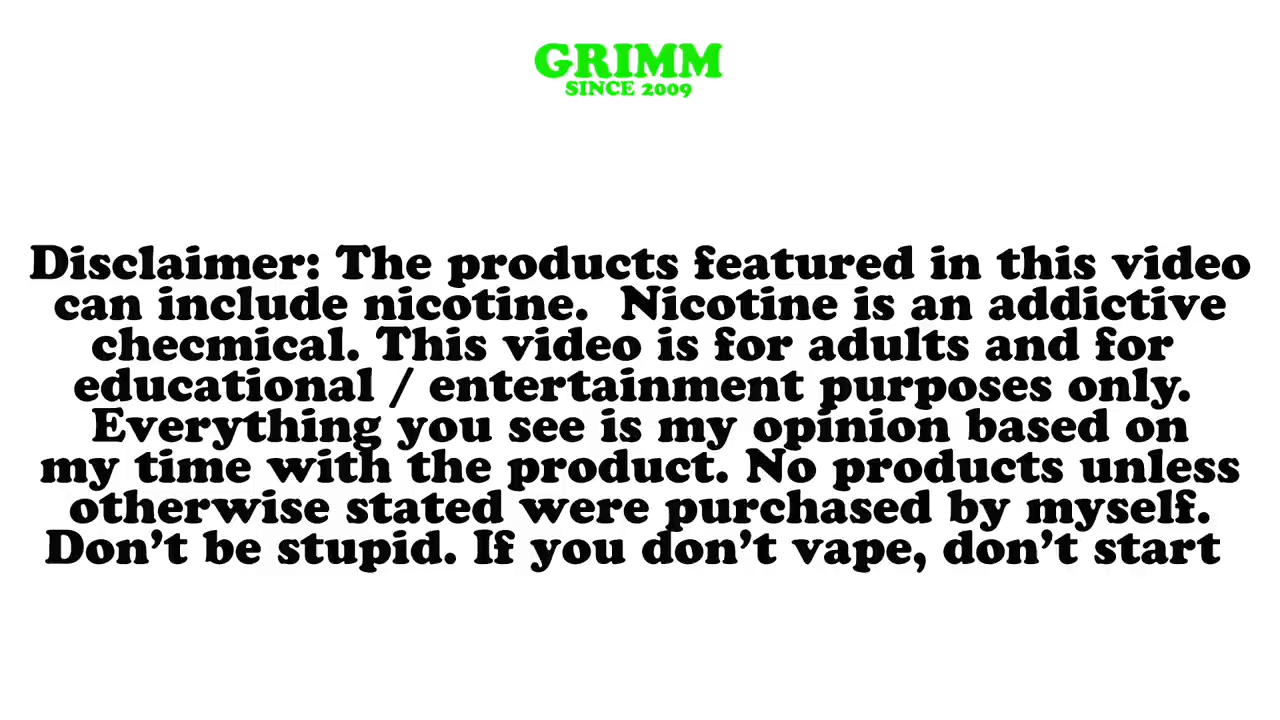 GRIMM
SINCE 2009
Disclaimer: The products featured in this video
can include nicotine.  Nicotine is an addictive
checmical. This video is for adults and for
educational / entertainment purposes only.
Everything you see is my opinion based on
my time with the product. No products unless
otherwise stated were purchased by myself.
Don’t be stupid. If you don’t vape, don’t start